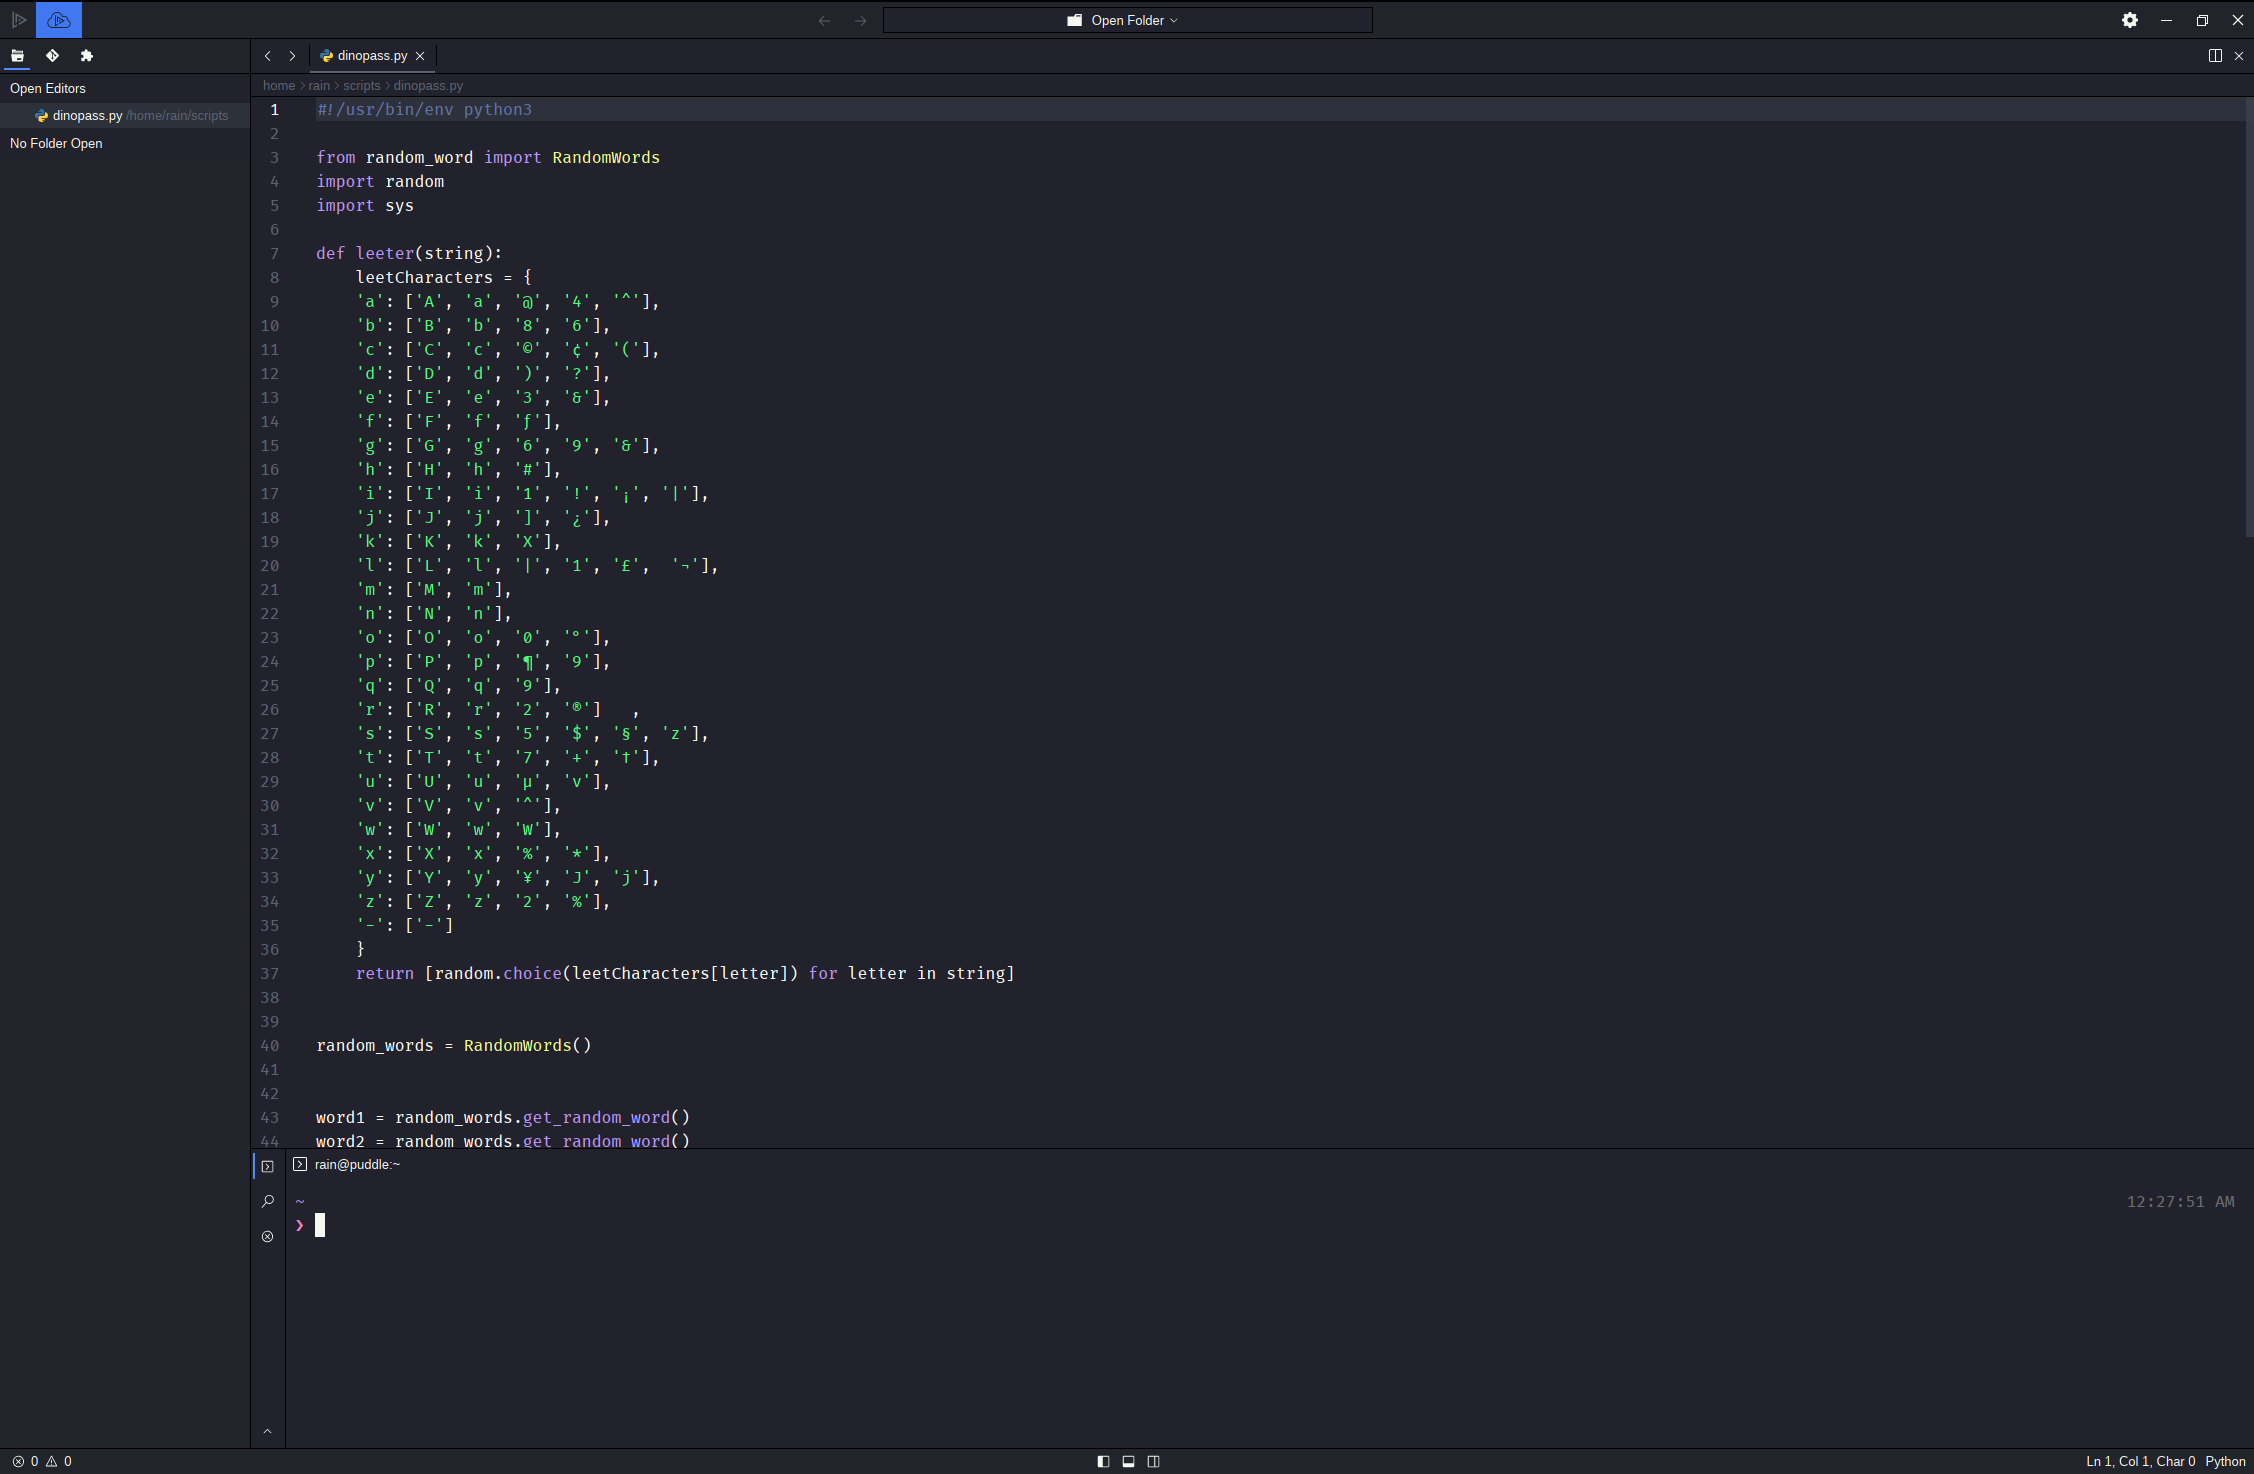 Open Folder
dinopass.py
Open Editors
dinopass.py /home/rain/scripts
No Folder Open
home > rain > scripts > dinopass.py
1 #!/usr/bin/env python3
2
3 from random_word import RandomWords
4 import random
5 import sys
6
7 def leeter(string):
8     leetCharacters = {
9     'a': ['A', 'a', '@', '4', '^'],
10     'b': ['B', 'b', '8', '6'],
11     'c': ['C', 'c', '©', '¢', '('],
12     'd': ['D', 'd', ')', '?'],
13     'e': ['E', 'e', '3', '&'],
14     'f': ['F', 'f', 'ƒ'],
15     'g': ['G', 'g', '6', '9', '&'],
16     'h': ['H', 'h', '#'],
17     'i': ['I', 'i', '1', '!', '¡', '|'],
18     'j': ['J', 'j', ']', '¿'],
19     'k': ['K', 'k', 'X'],
20     'l': ['L', 'l', '|', '1', '£',  '¬'],
21     'm': ['M', 'm'],
22     'n': ['N', 'n'],
23     'o': ['O', 'o', '0', '°'],
24     'p': ['P', 'p', '¶', '9'],
25     'q': ['Q', 'q', '9'],
26     'r': ['R', 'r', '2', '®']   ,
27     's': ['S', 's', '5', '$', '§', 'z'],
28     't': ['T', 't', '7', '+', '†'],
29     'u': ['U', 'u', 'µ', 'v'],
30     'v': ['V', 'v', '^'],
31     'w': ['W', 'w', 'W'],
32     'x': ['X', 'x', '%', '*'],
33     'y': ['Y', 'y', '¥', 'J', 'j'],
34     'z': ['Z', 'z', '2', '%'],
35     '-': ['-']
36     }
37     return [random.choice(leetCharacters[letter]) for letter in string]
38
39
40 random_words = RandomWords()
41
42
43 word1 = random_words.get_random_word()
44 word2 = random_words.get_random_word()
rain@puddle:~
~ 12:27:51 AM
❯
0 0
Ln 1, Col 1, Char 0 Python